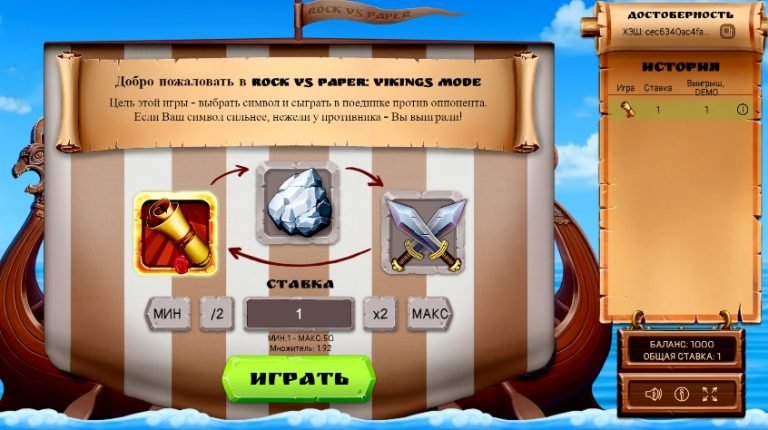 ROCK VS PAPER
Добро пожаловать в ROCK VS PAPER: VIKINGS MODE
Цель этой игры - выбрать символ и сыграть в поединке против оппонента.
Если Ваш символ сильнее, нежели у противника - Вы выиграли!
СТАВКА
МИН
/2
1
x2
МАКС
МИН:1 - МАКС: 50
Множитель: 1.92
ИГРАТЬ
ДОСТОВЕРНОСТЬ
ХЭШ: cec6340ac4fa...
ИСТОРИЯ
Игра Ставка Выигрыш, DEMO
1 1
БАЛАНС: 1000
ОБЩАЯ СТАВКА: 1